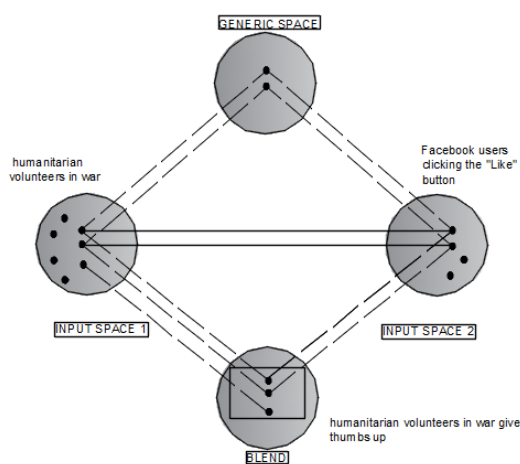 GENERIC SPACE
humanitarian
volunteers in war
Facebook users
clicking the "Like"
button
INPUT SPACE 1
INPUT SPACE 2
humanitarian volunteers in war give
thumbs up
BLEND